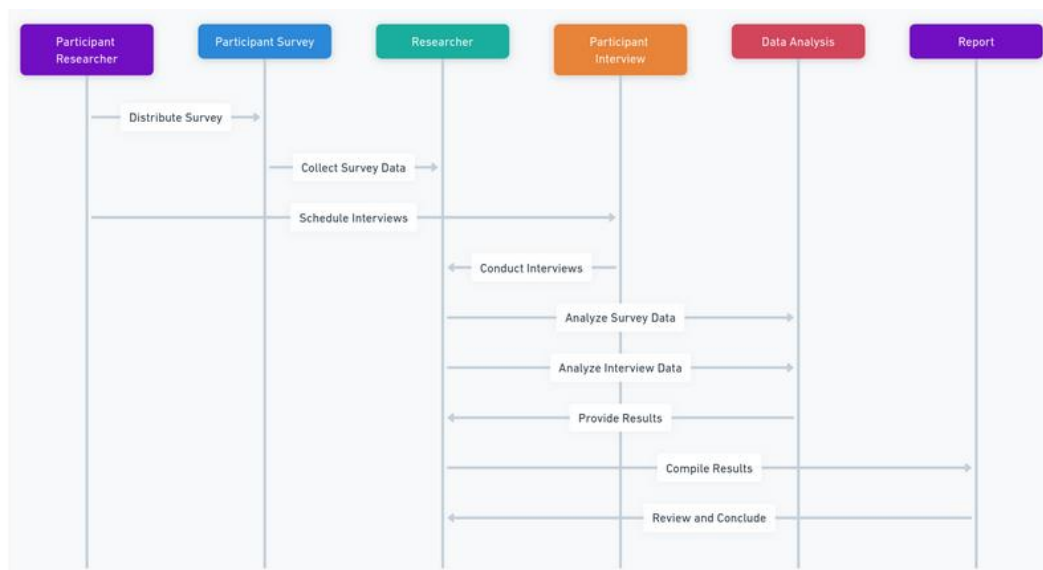 Participant
Researcher
Participant Survey
Researcher
Participant
Interview
Data Analysis
Report
Distribute Survey
Collect Survey Data
Schedule Interviews
Conduct Interviews
Analyze Survey Data
Analyze Interview Data
Provide Results
Compile Results
Review and Conclude